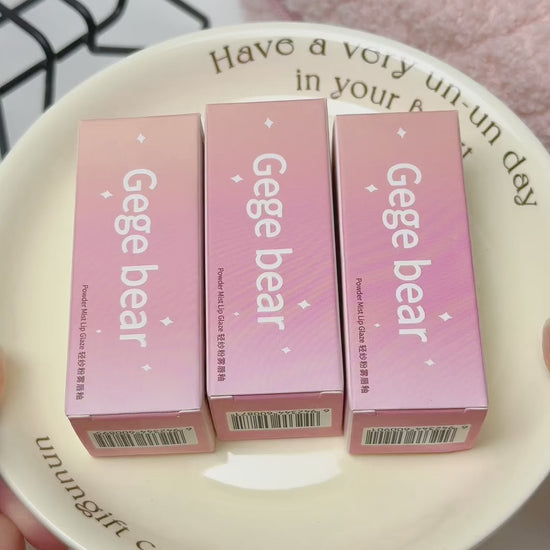 Have a very un-un day
in your
unungift
Gege bear
Powder Mist Lip Glaze 轻纱粉雾唇釉
Gege bear
Powder Mist Lip Glaze 轻纱粉雾唇釉
Gege bear
Powder Mist Lip Glaze 轻纱粉雾唇釉